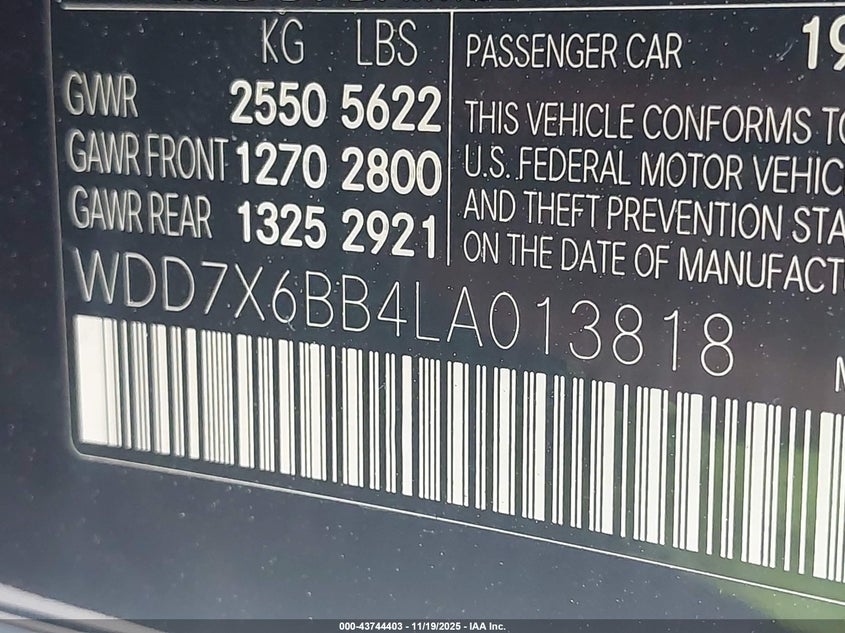 KG LBS
GVWR 2550 5622
GAWR FRONT 1270 2800
GAWR REAR 1325 2921
PASSENGER CAR 19
THIS VEHICLE CONFORMS TO
U.S. FEDERAL MOTOR VEHIC
AND THEFT PREVENTION STA
ON THE DATE OF MANUFACT
WDD7X6BB4LA013818
000-43744403 - 11/19/2025 - IAA Inc.